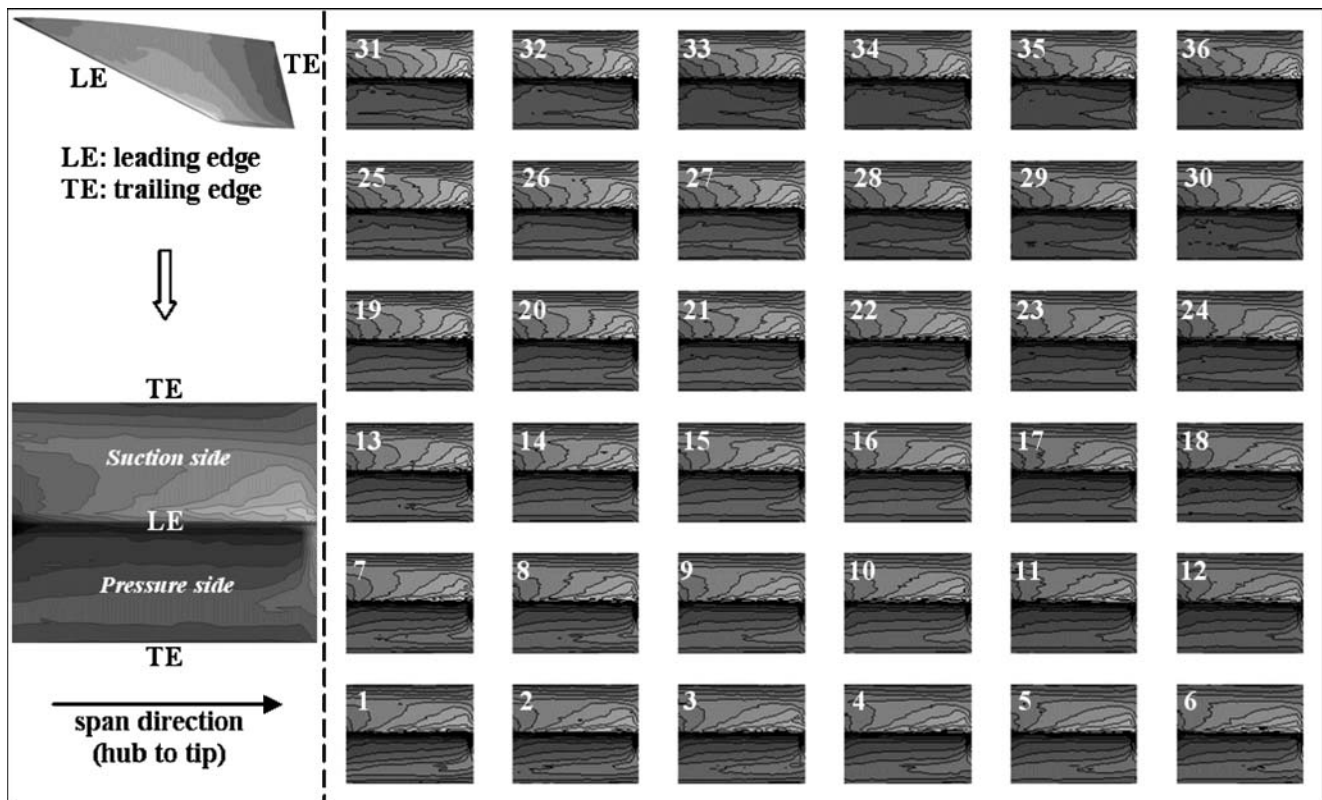 LE
TE
LE: leading edge
TE: trailing edge
TE
Suction side
LE
Pressure side
TE
span direction
(hub to tip)
31 32 33 34 35 36
25 26 27 28 29 30
19 20 21 22 23 24
13 14 15 16 17 18
7 8 9 10 11 12
1 2 3 4 5 6